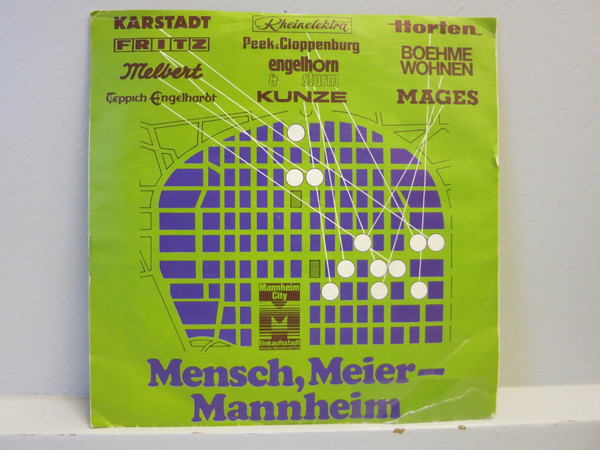 KARSTADT
FRITZ
Melbert
Teppich Engelhardt
Rheinelektra
Peek & Cloppenburg
engelhorn
& sturm
KUNZE
Horten
BOEHME
WOHNEN
MAGES
Mannheim
City
Einkaufsstadt
Mensch, Meier—
Mannheim